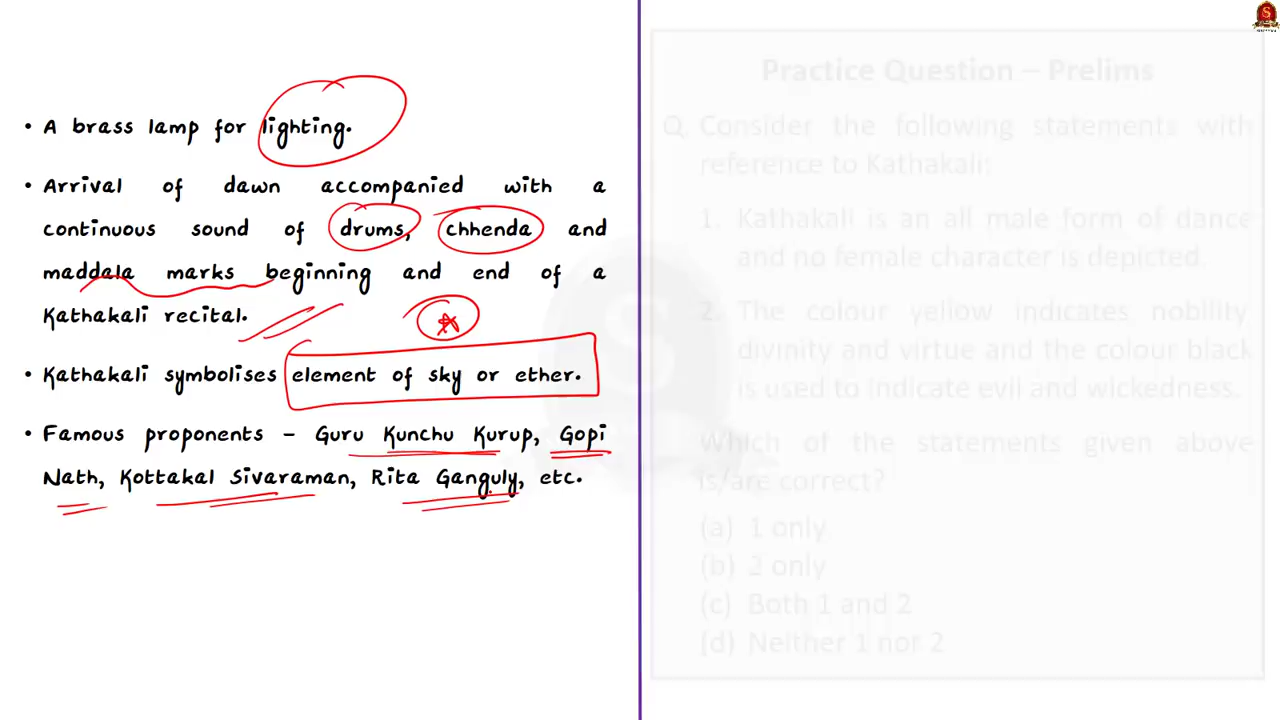 • A brass lamp for lighting.
• Arrival of dawn accompanied with a
continuous sound of drums, chhenda and
maddala marks beginning and end of a
Kathakali recital.
• Kathakali symbolises element of sky or ether.
• Famous proponents – Guru Kunchu Kurup, Gopi
Nath, Kottakal Sivaraman, Rita Ganguly, etc.
Practice Question – Prelims
Q. Consider the following statements with
reference to Kathakali:
1. Kathakali is an all male form of dance
and no female character is depicted.
2. The colour yellow indicates nobility,
divinity and virtue and the colour black
is used to indicate evil and wickedness.
Which of the statements given above
is/are correct?
(a) 1 only
(b) 2 only
(c) Both 1 and 2
(d) Neither 1 nor 2